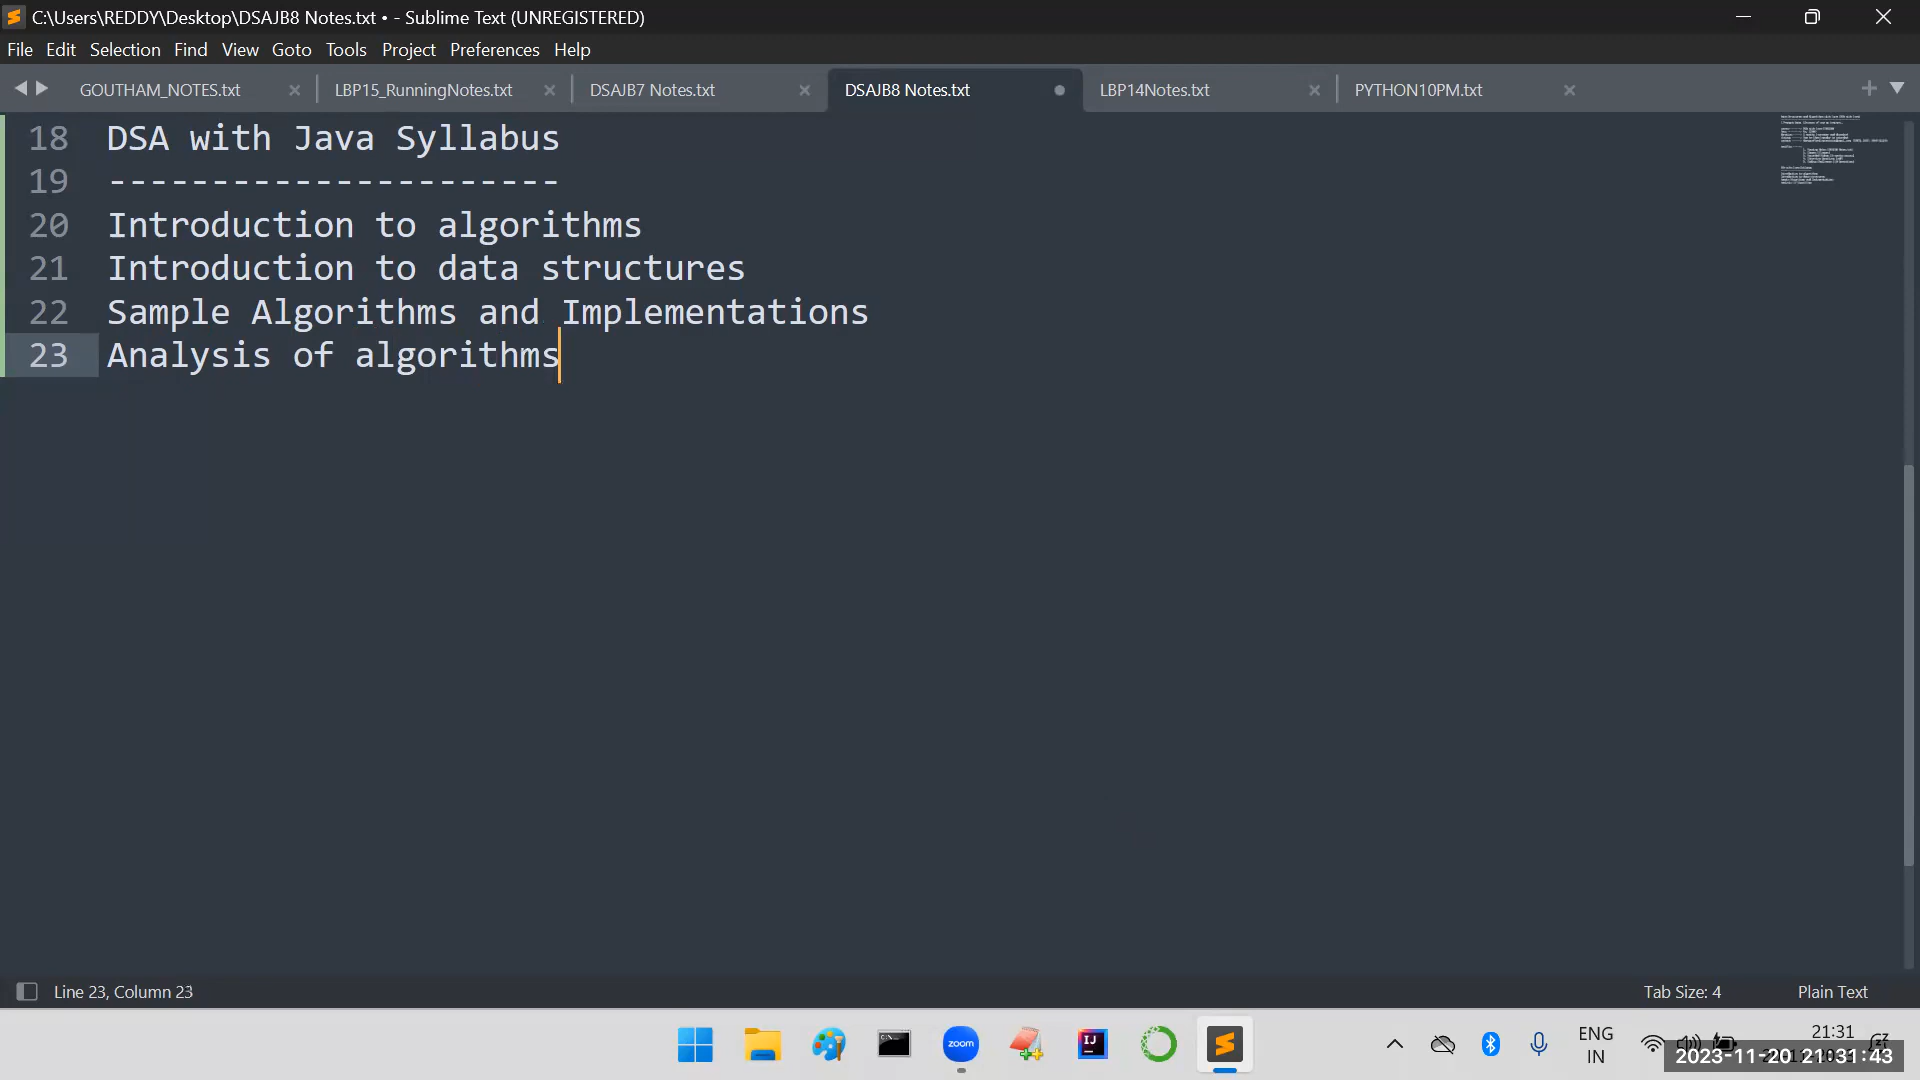 C:\Users\REDDY\Desktop\DSAJB8 Notes.txt • - Sublime Text (UNREGISTERED)
File Edit Selection Find View Goto Tools Project Preferences Help
GOUTHAM_NOTES.txt LBP15_RunningNotes.txt DSAJB7 Notes.txt DSAJB8 Notes.txt LBP14Notes.txt PYTHON10PM.txt
18 DSA with Java Syllabus
19 ----------------------
20 Introduction to algorithms
21 Introduction to data structures
22 Sample Algorithms and Implementations
23 Analysis of algorithms
Line 23, Column 23 Tab Size: 4 Plain Text
zoom
IJ
ENG
IN
21:31
2023-11-20 21:31:43